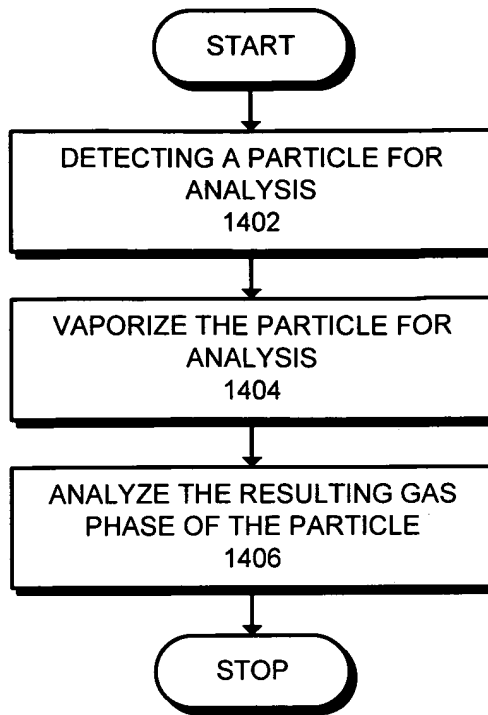 START
DETECTING A PARTICLE FOR
ANALYSIS
1402
VAPORIZE THE PARTICLE FOR
ANALYSIS
1404
ANALYZE THE RESULTING GAS
PHASE OF THE PARTICLE
1406
STOP